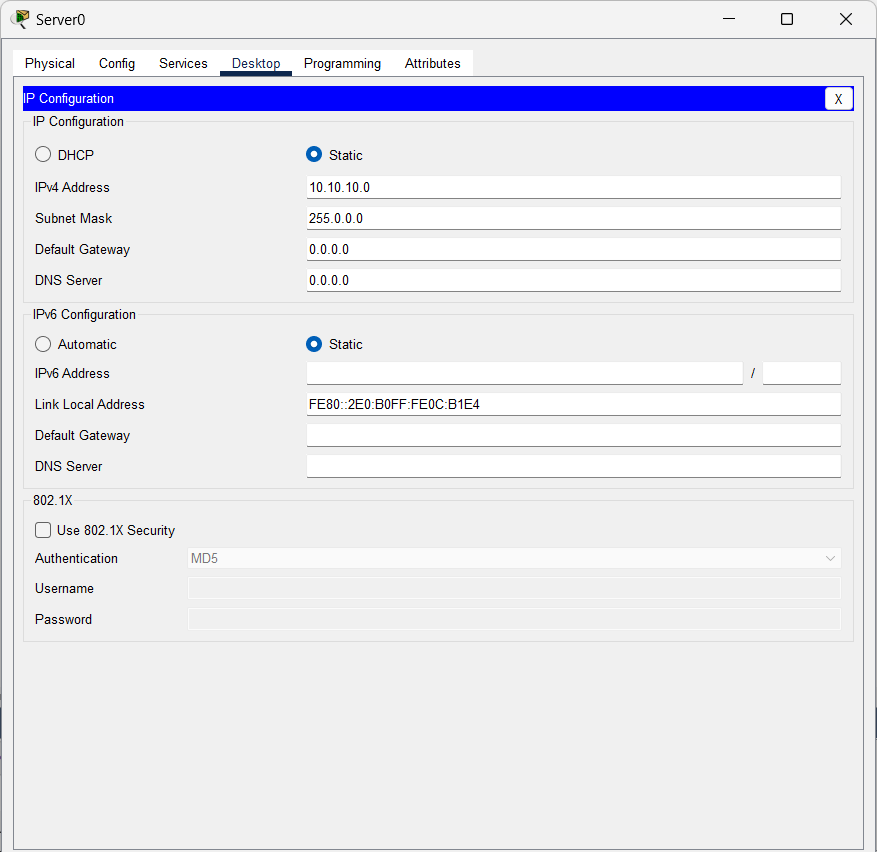 Server0
Physical Config Services Desktop Programming Attributes
IP Configuration X
IP Configuration
DHCP Static
IPv4 Address 10.10.10.0
Subnet Mask 255.0.0.0
Default Gateway 0.0.0.0
DNS Server 0.0.0.0
IPv6 Configuration
Automatic Static
IPv6 Address /
Link Local Address FE80::2E0:B0FF:FE0C:B1E4
Default Gateway
DNS Server
802.1X
Use 802.1X Security
Authentication MD5
Username
Password